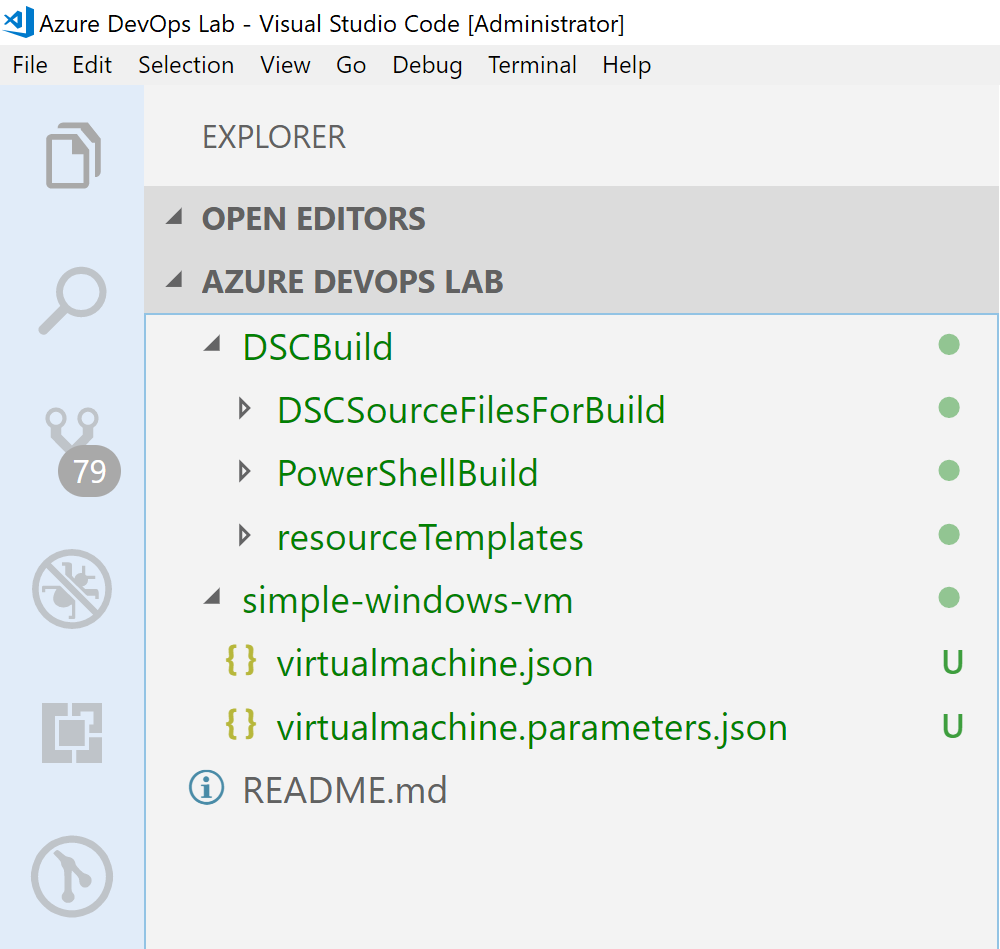 Azure DevOps Lab - Visual Studio Code [Administrator]
File Edit Selection View Go Debug Terminal Help
EXPLORER
OPEN EDITORS
AZURE DEVOPS LAB
DSCBuild
DSCSourceFilesForBuild
79
PowerShellBuild
resourceTemplates
simple-windows-vm
{ } virtualmachine.json U
{ } virtualmachine.parameters.json U
README.md